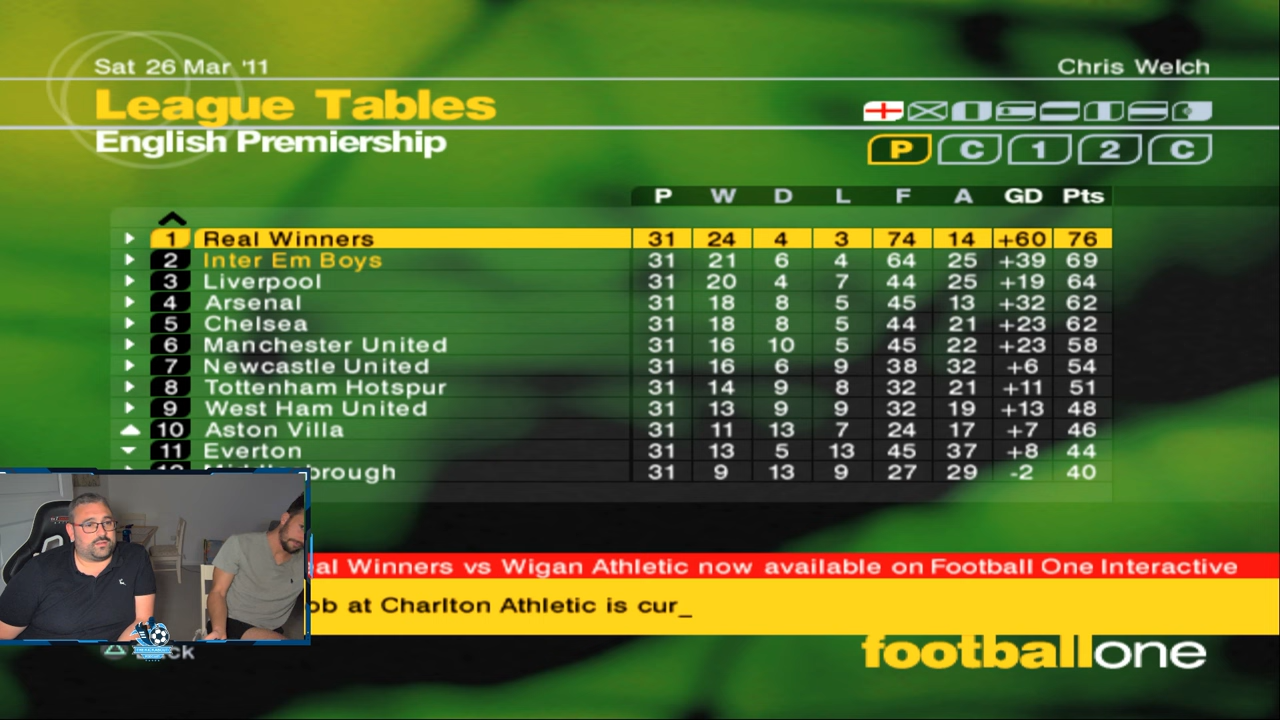 Sat 26 Mar '11
Chris Welch
League Tables
English Premiership
P C 1 2 C
P W D L F A GD Pts
1 Real Winners 31 24 4 3 74 14 +60 76
2 Inter Em Boys 31 21 6 4 64 25 +39 69
3 Liverpool 31 20 4 7 44 25 +19 64
4 Arsenal 31 18 8 5 45 13 +32 62
5 Chelsea 31 18 8 5 44 21 +23 62
6 Manchester United 31 16 10 5 45 22 +23 58
7 Newcastle United 31 16 6 9 38 32 +6 54
8 Tottenham Hotspur 31 14 9 8 32 21 +11 51
9 West Ham United 31 13 9 9 32 19 +13 48
10 Aston Villa 31 11 13 7 24 17 +7 46
11 Everton 31 13 5 13 45 37 +8 44
31 9 13 9 27 29 -2 40
Winners vs Wigan Athletic now available on Football One Interactive
at Charlton Athletic is cur_
footballone